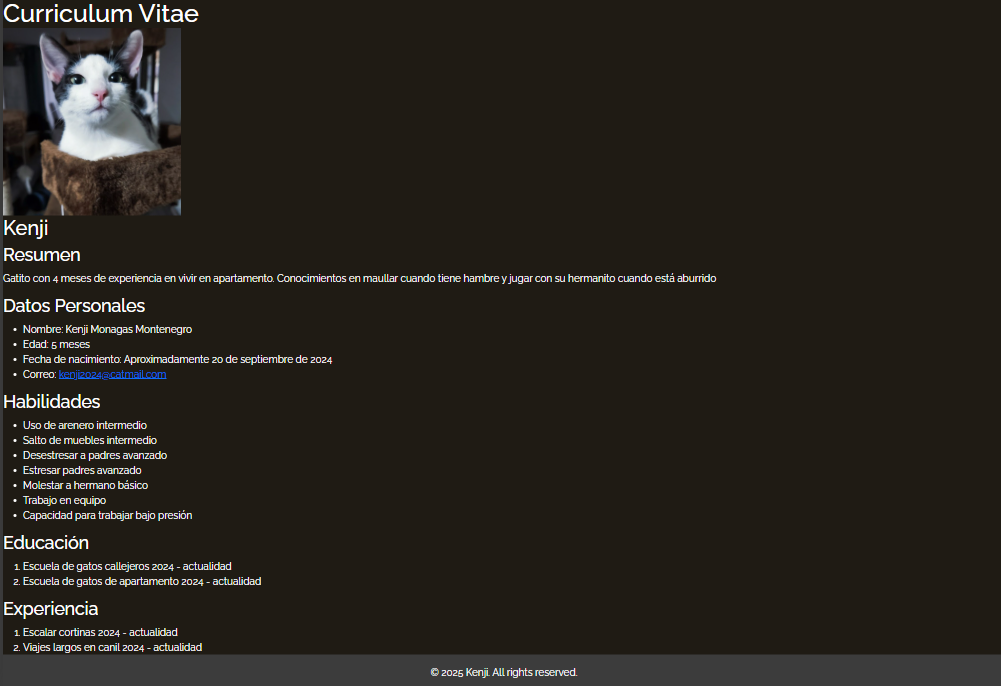 Curriculum Vitae
Kenji
Resumen
Gatito con 4 meses de experiencia en vivir en apartamento. Conocimientos en maullar cuando tiene hambre y jugar con su hermanito cuando está aburrido
Datos Personales
• Nombre: Kenji Monagas Montenegro
• Edad: 5 meses
• Fecha de nacimiento: Aproximadamente 20 de septiembre de 2024
• Correo: kenji2024@catmail.com
Habilidades
• Uso de arenero intermedio
• Salto de muebles intermedio
• Desestresar a padres avanzado
• Estresar padres avanzado
• Molestar a hermano básico
• Trabajo en equipo
• Capacidad para trabajar bajo presión
Educación
1. Escuela de gatos callejeros 2024 - actualidad
2. Escuela de gatos de apartamento 2024 - actualidad
Experiencia
1. Escalar cortinas 2024 - actualidad
2. Viajes largos en canil 2024 - actualidad
© 2025 Kenji. All rights reserved.